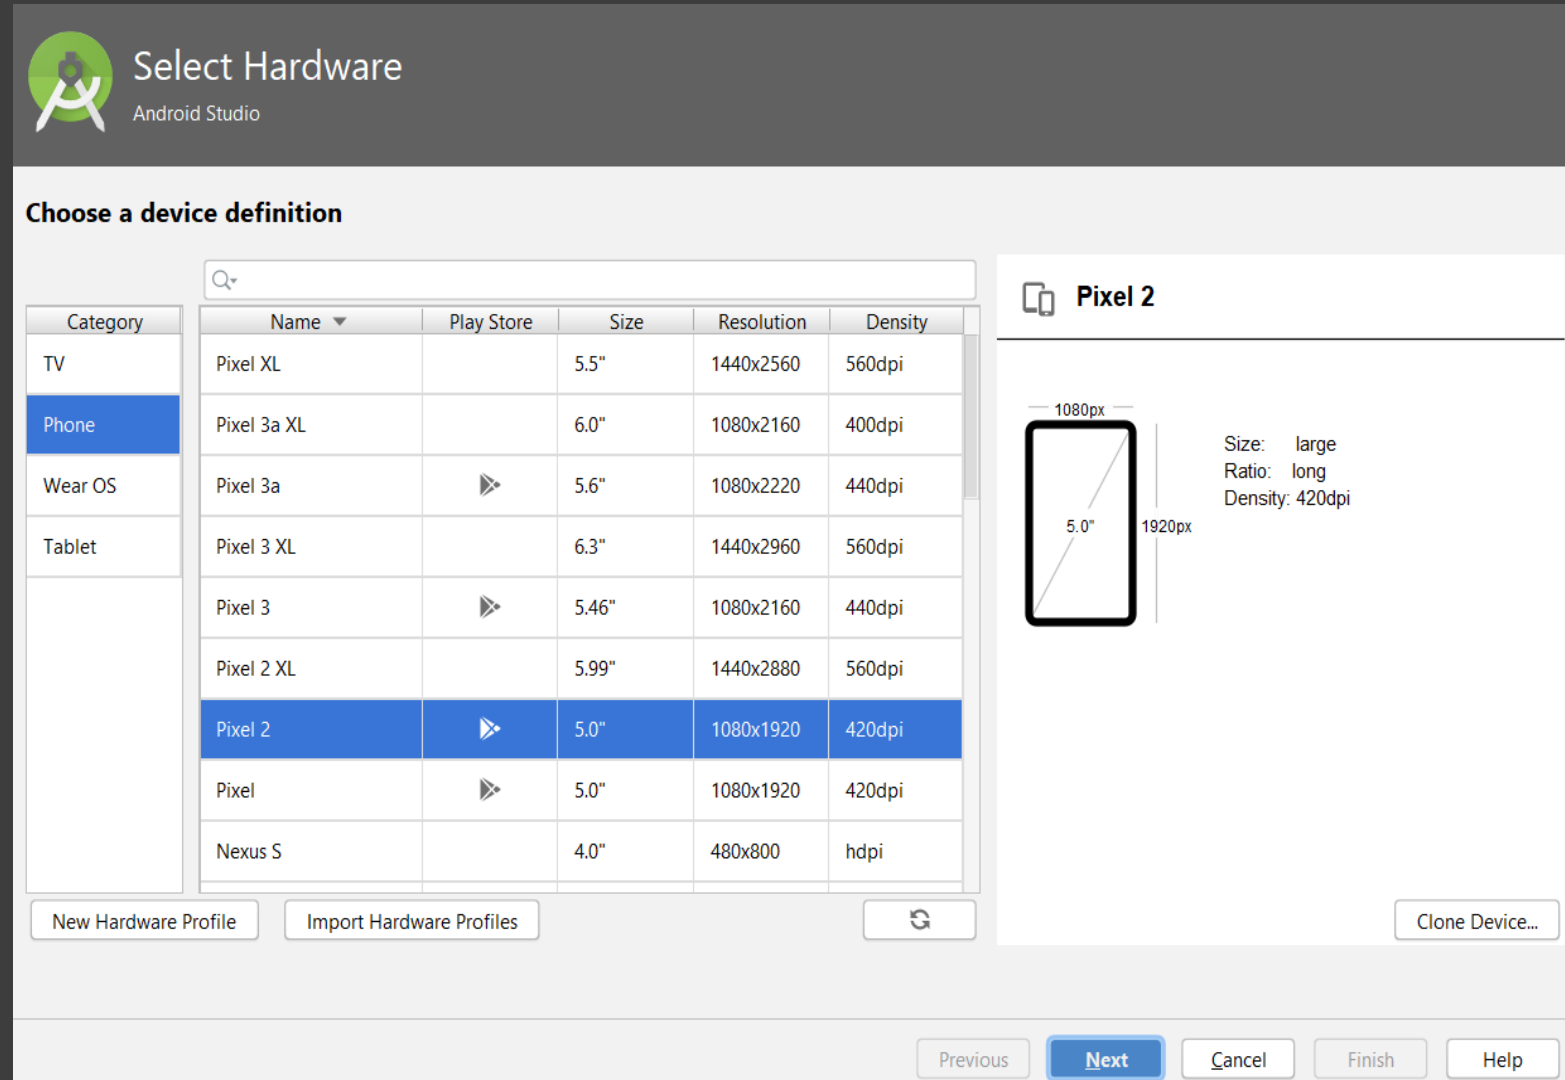 Select Hardware
Android Studio
Choose a device definition
Category
TV
Phone
Wear OS
Tablet
Name Play Store Size Resolution Density
Pixel XL 5.5" 1440x2560 560dpi
Pixel 3a XL 6.0" 1080x2160 400dpi
Pixel 3a 5.6" 1080x2220 440dpi
Pixel 3 XL 6.3" 1440x2960 560dpi
Pixel 3 5.46" 1080x2160 440dpi
Pixel 2 XL 5.99" 1440x2880 560dpi
Pixel 2 5.0" 1080x1920 420dpi
Pixel 5.0" 1080x1920 420dpi
Nexus S 4.0" 480x800 hdpi
New Hardware Profile Import Hardware Profiles
Pixel 2
1080px
5.0"
1920px
Size: large
Ratio: long
Density: 420dpi
Clone Device...
Previous Next Cancel Finish Help